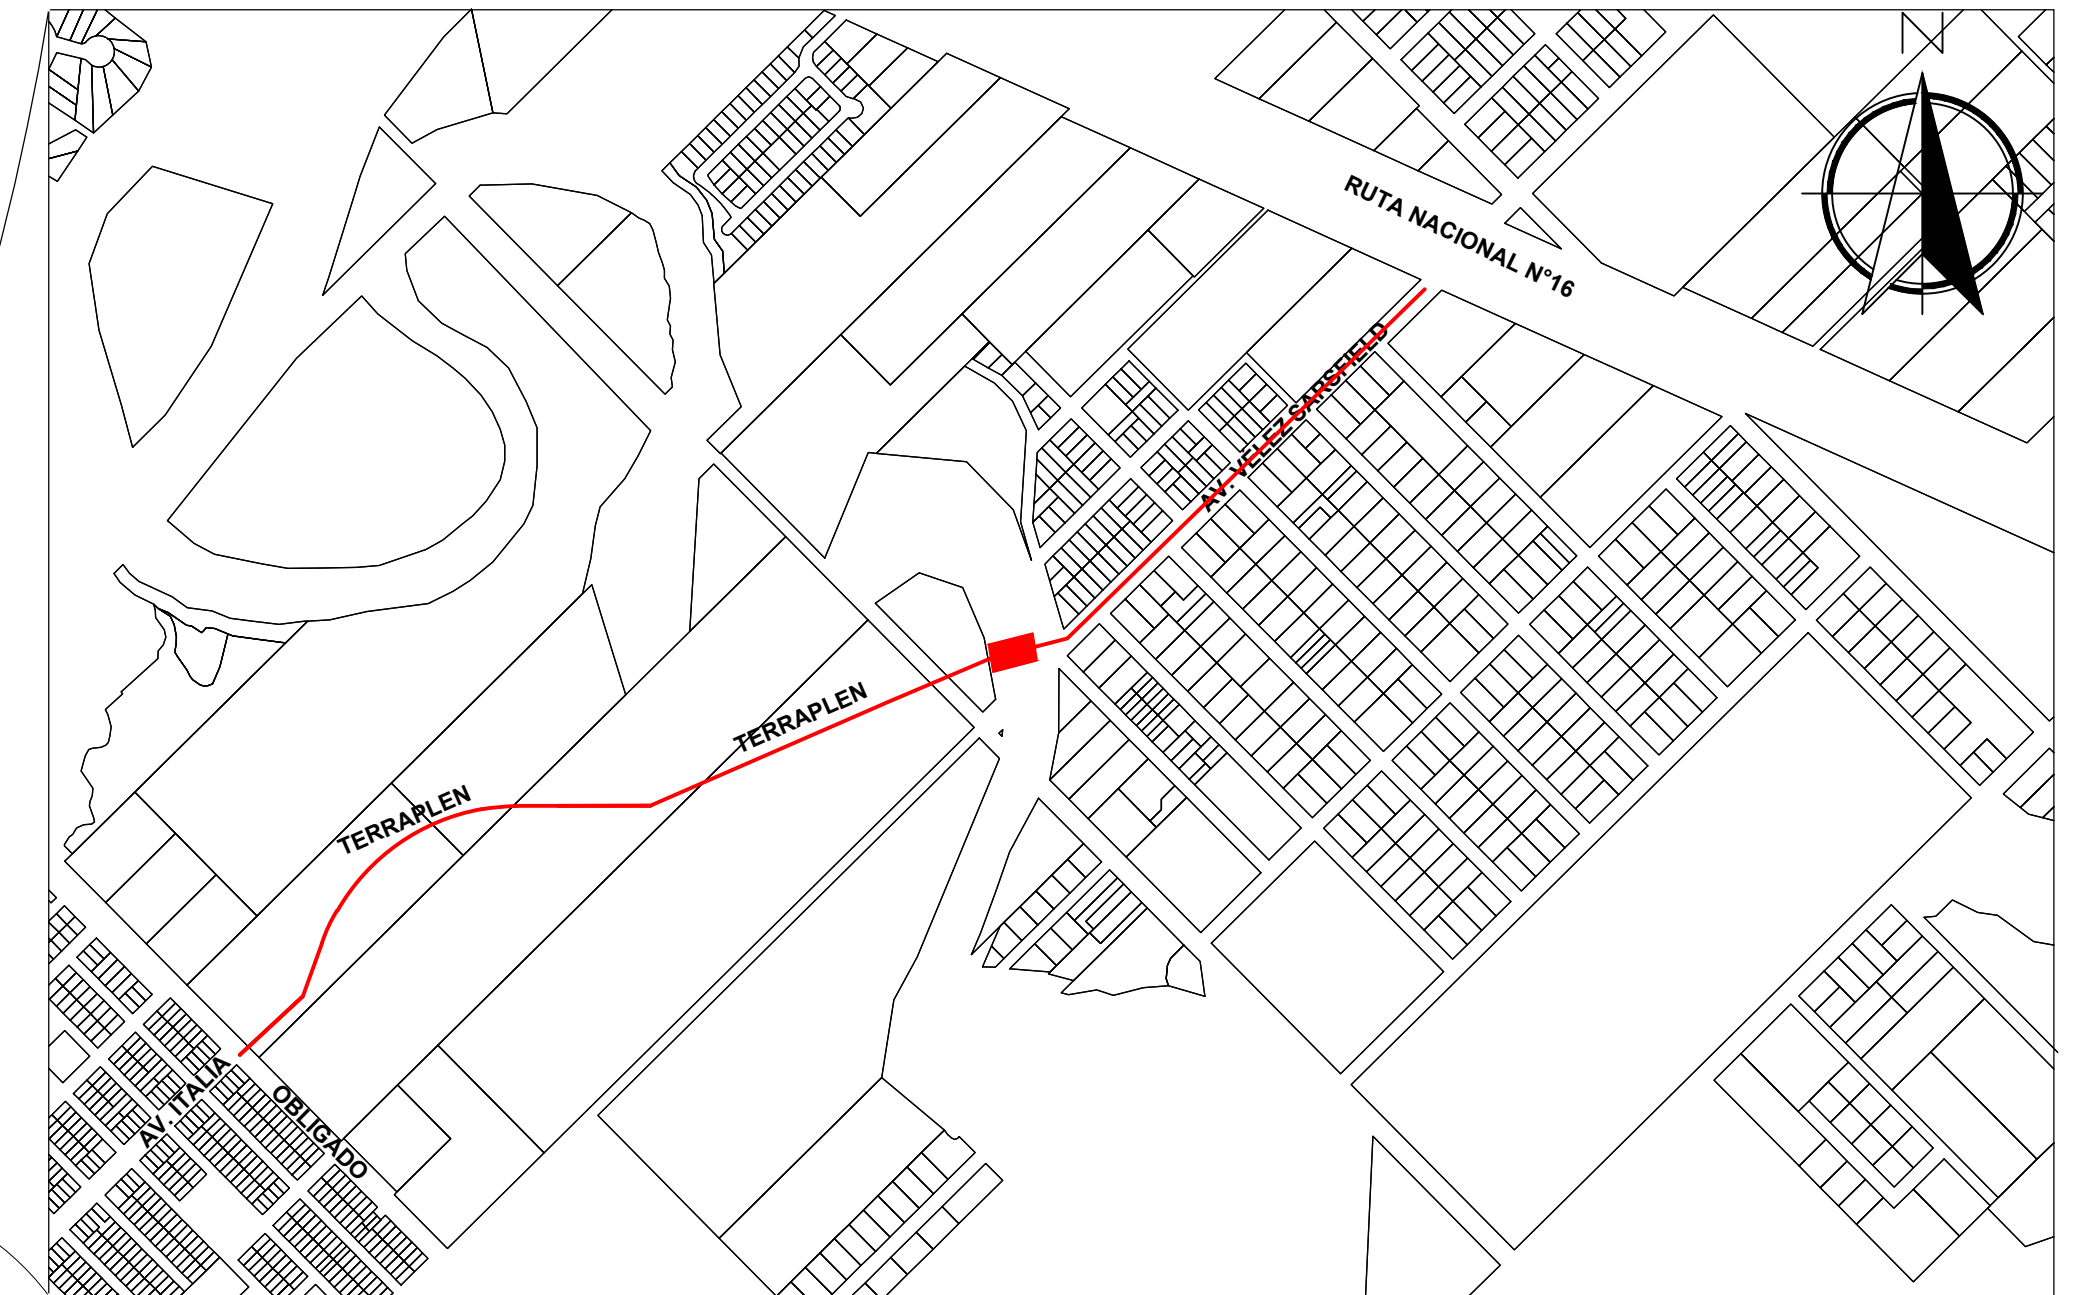 N
RUTA NACIONAL N°16
AV. VELEZ SARSFIELD
TERRAPLEN
TERRAPLEN
AV. ITALIA
OBLIGADO